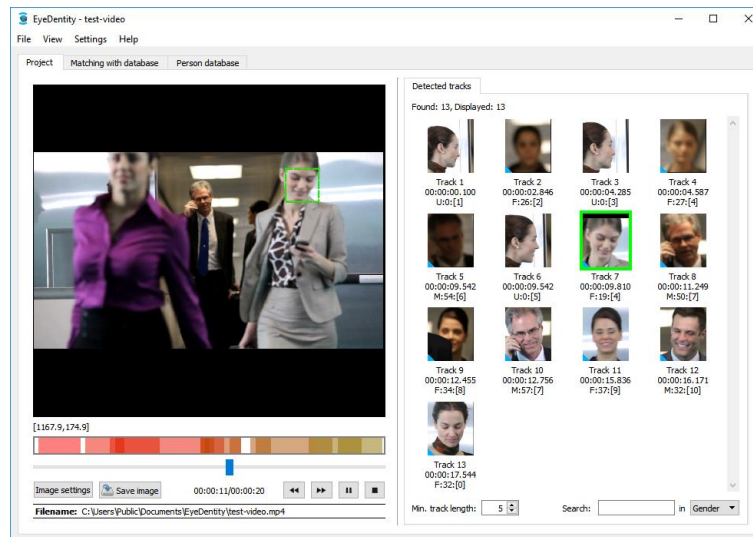 EyeDentity - test-video
File View Settings Help
Project Matching with database Person database
Detected tracks
Found: 13, Displayed: 13
Track 1 Track 2 Track 3 Track 4
00:00:00.100 00:00:02.846 00:00:04.285 00:00:04.587
U:0:[1] F:26:[2] U:0:[3] F:27:[4]
Track 5 Track 6 Track 7 Track 8
00:00:09.542 00:00:09.542 00:00:09.810 00:00:11.249
M:54:[6] U:0:[5] F:19:[4] M:50:[7]
Track 9 Track 10 Track 11 Track 12
00:00:12.455 00:00:12.756 00:00:15.836 00:00:16.171
F:34:[8] M:57:[7] F:37:[9] M:32:[10]
Track 13
00:00:17.544
F:32:[0]
[1167.9,174.9]
Image settings Save image 00:00:11/00:00:20
Filename: C:\Users\Public\Documents\EyeDentity\test-video.mp4
Min. track length: 5 Search: in Gender